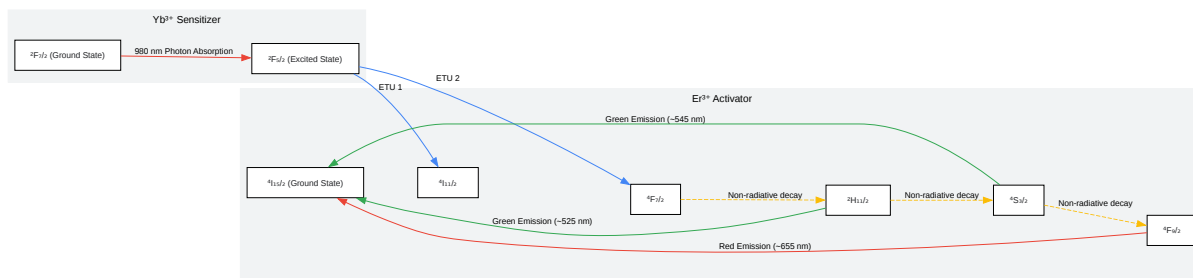 Yb³⁺ Sensitizer
²F₇/₂ (Ground State)
980 nm Photon Absorption
²F₅/₂ (Excited State)
ETU 1
ETU 2
Er³⁺ Activator
Green Emission (~545 nm)
⁴I₁₅/₂ (Ground State)
⁴I₁₁/₂
⁴F₇/₂
Non-radiative decay
²H₁₁/₂
Non-radiative decay
⁴S₃/₂
Non-radiative decay
⁴F₉/₂
Green Emission (~525 nm)
Red Emission (~655 nm)